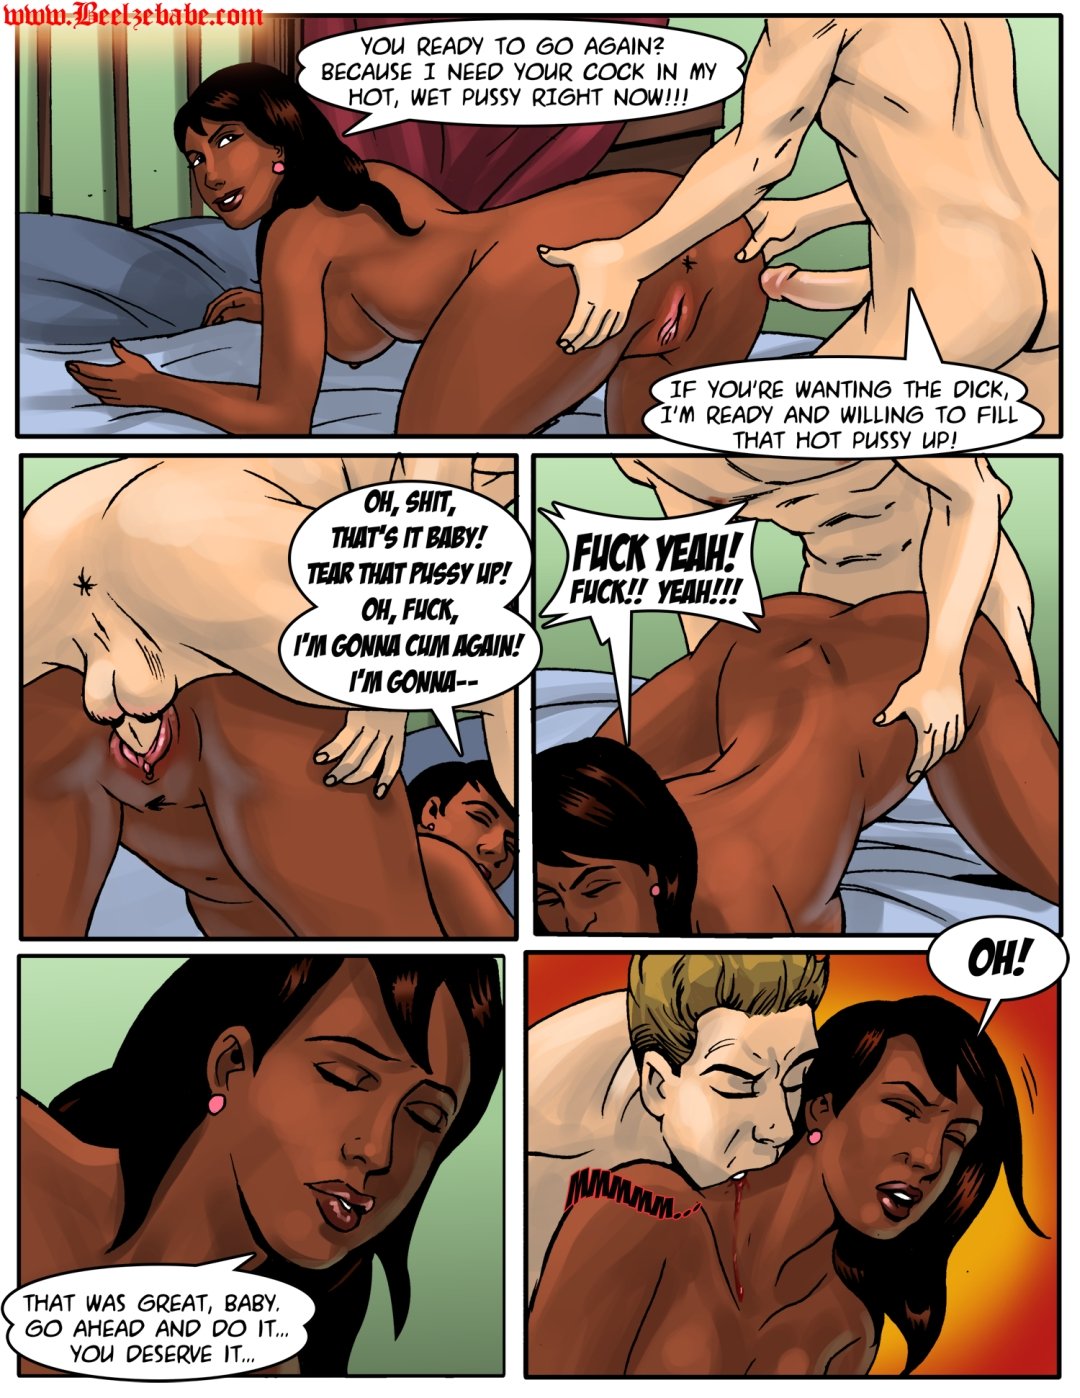 www.Beelzebabe.com
YOU READY TO GO AGAIN?
BECAUSE I NEED YOUR COCK IN MY
HOT, WET PUSSY RIGHT NOW!!!
IF YOU'RE WANTING THE DICK,
I'M READY AND WILLING TO FILL
THAT HOT PUSSY UP!
OH, SHIT,
THAT'S IT BABY!
TEAR THAT PUSSY UP!
OH, FUCK,
I'M GONNA CUM AGAIN!
I'M GONNA--
FUCK YEAH!
FUCK!! YEAH!!!
THAT WAS GREAT, BABY.
GO AHEAD AND DO IT...
YOU DESERVE IT...
OH!
MMMMM...